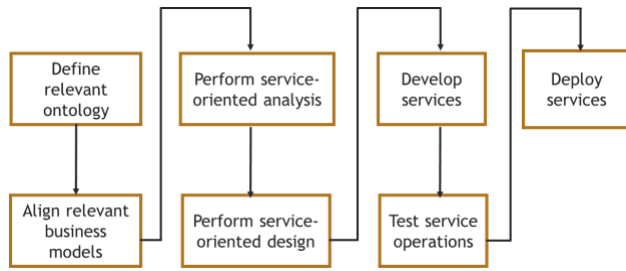 Define
relevant
ontology
Align relevant
business
models
Perform service-
oriented analysis
Perform service-
oriented design
Develop
services
Test service
operations
Deploy
services